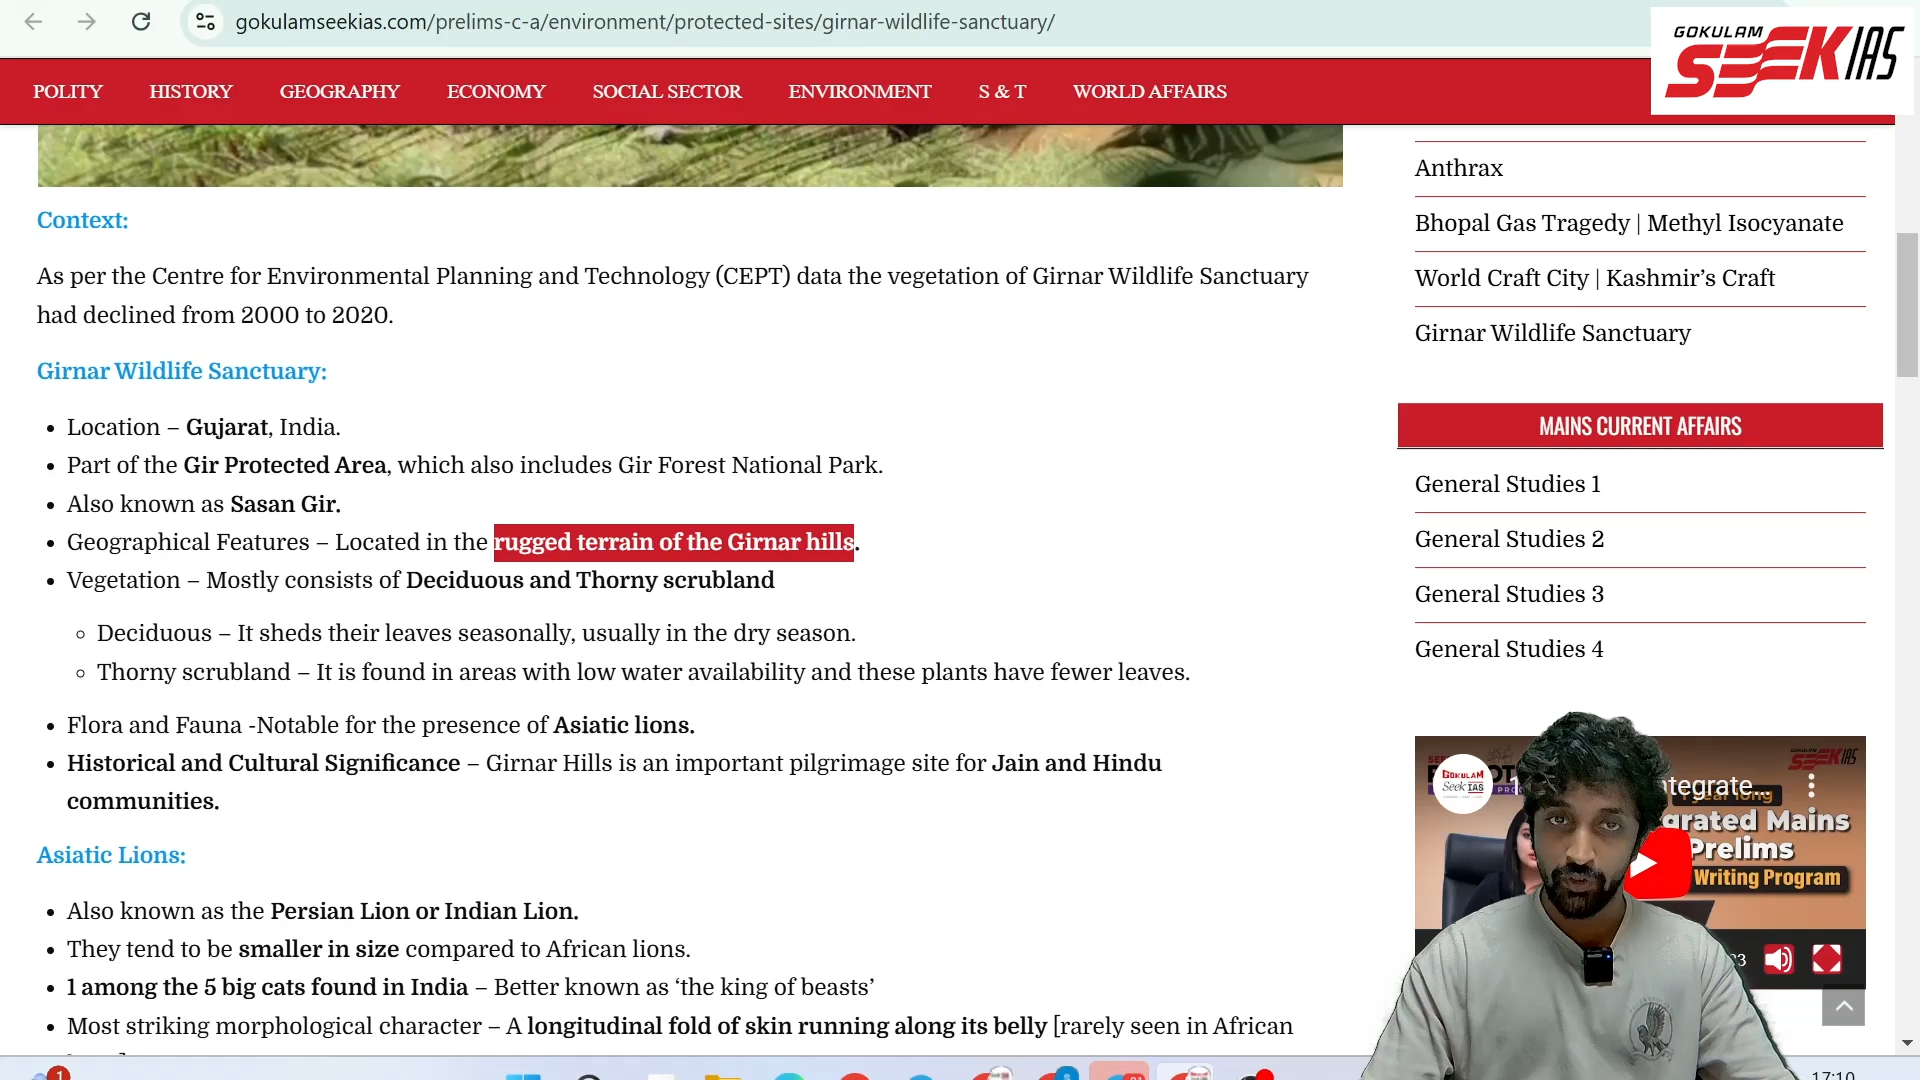 gokulamseekias.com/prelims-c-a/environment/protected-sites/girnar-wildlife-sanctuary/
GOKULAM
SEEK IAS
POLITY HISTORY GEOGRAPHY ECONOMY SOCIAL SECTOR ENVIRONMENT S & T WORLD AFFAIRS
Context:
As per the Centre for Environmental Planning and Technology (CEPT) data the vegetation of Girnar Wildlife Sanctuary
had declined from 2000 to 2020.
Girnar Wildlife Sanctuary:
• Location – Gujarat, India.
• Part of the Gir Protected Area, which also includes Gir Forest National Park.
• Also known as Sasan Gir.
• Geographical Features – Located in the rugged terrain of the Girnar hills.
• Vegetation – Mostly consists of Deciduous and Thorny scrubland
◦ Deciduous – It sheds their leaves seasonally, usually in the dry season.
◦ Thorny scrubland – It is found in areas with low water availability and these plants have fewer leaves.
• Flora and Fauna -Notable for the presence of Asiatic lions.
• Historical and Cultural Significance – Girnar Hills is an important pilgrimage site for Jain and Hindu
communities.
Asiatic Lions:
• Also known as the Persian Lion or Indian Lion.
• They tend to be smaller in size compared to African lions.
• 1 among the 5 big cats found in India – Better known as ‘the king of beasts’
• Most striking morphological character – A longitudinal fold of skin running along its belly [rarely seen in African
Anthrax
Bhopal Gas Tragedy | Methyl Isocyanate
World Craft City | Kashmir’s Craft
Girnar Wildlife Sanctuary
MAINS CURRENT AFFAIRS
General Studies 1
General Studies 2
General Studies 3
General Studies 4
GOKULAM
Seek IAS
SEEK IAS
ntegrate...
1 year long
grated Mains
Prelims
Writing Program
1
17:10